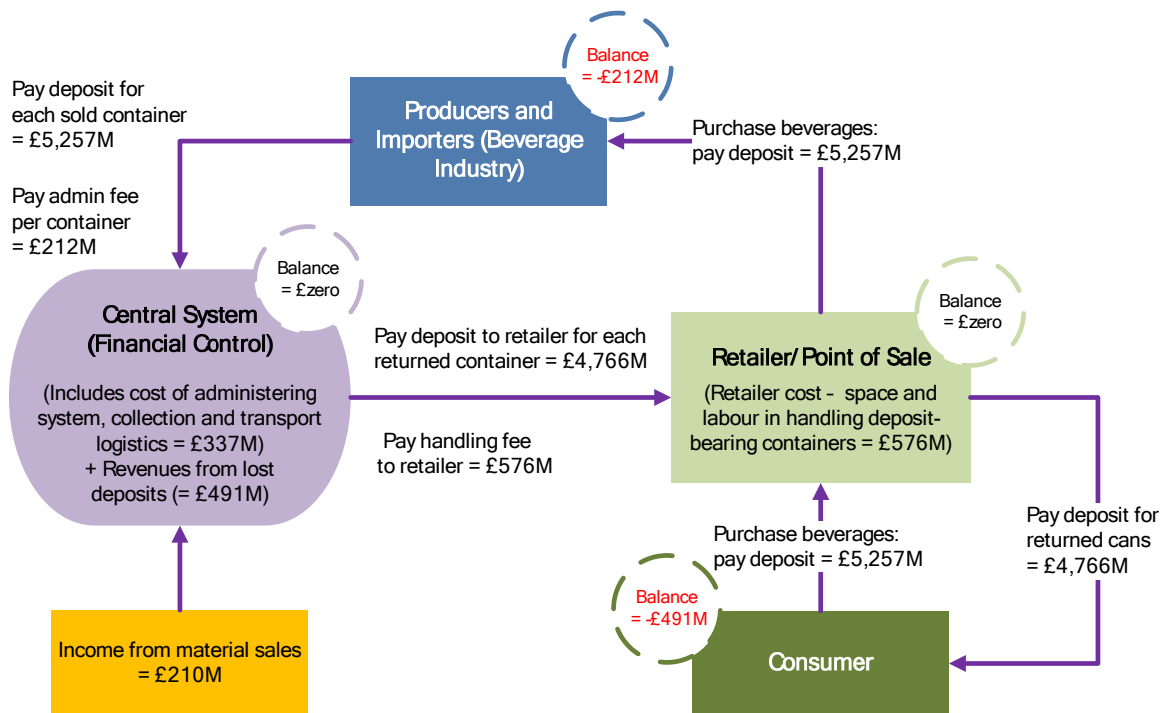 Balance
= -£212M
Pay deposit for
each sold container
= £5,257M
Producers and
Importers (Beverage
Industry)
Purchase beverages:
pay deposit = £5,257M
Pay admin fee
per container
= £212M
Balance
= £zero
Balance
= £zero
Central System
(Financial Control)
(Includes cost of administering
system, collection and transport
logistics = £337M)
+ Revenues from lost
deposits (= £491M)
Pay deposit to retailer for each
returned container = £4,766M
Pay handling fee
to retailer = £576M
Retailer/ Point of Sale
(Retailer cost - space and
labour in handling deposit-
bearing containers = £576M)
Purchase beverages:
pay deposit = £5,257M
Pay deposit for
returned cans
= £4,766M
Balance
= -£491M
Consumer
Income from material sales
= £210M